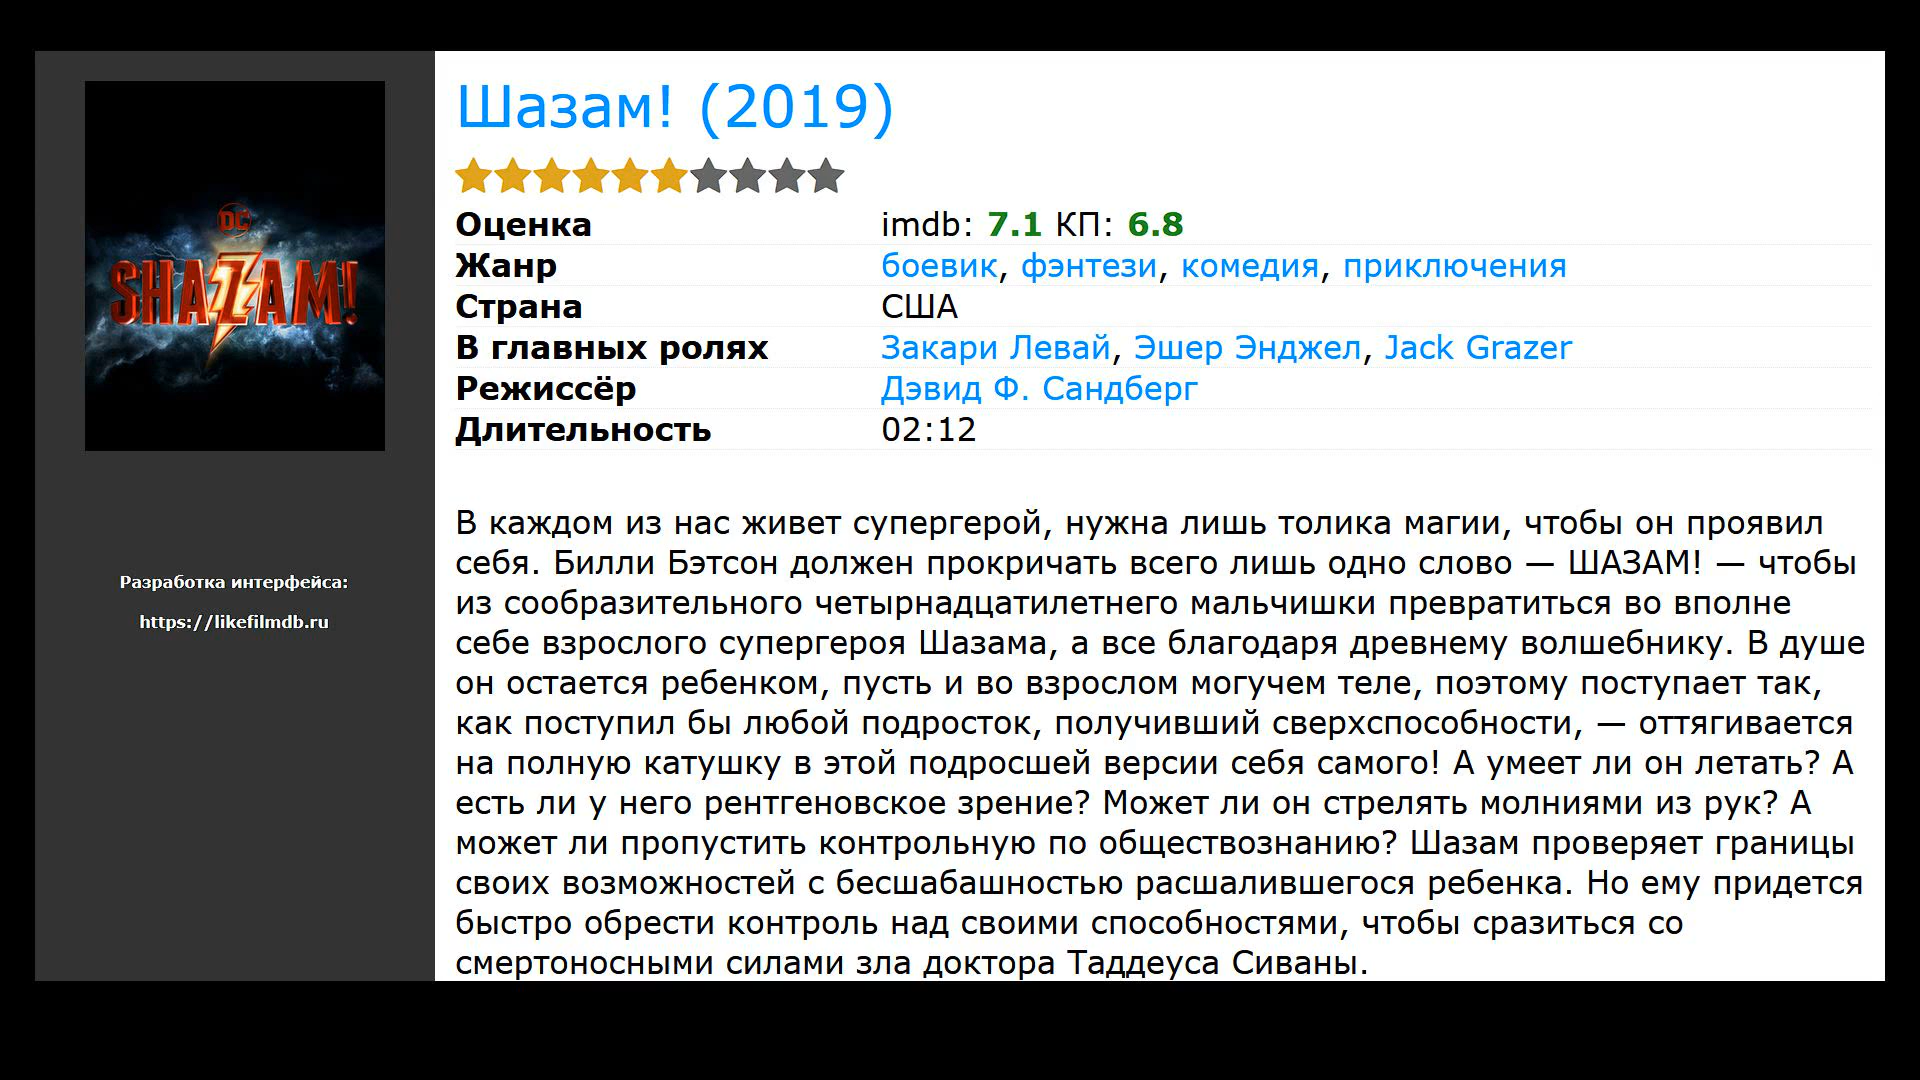 DC
SHAZAM!
Разработка интерфейса:
https://likefilmdb.ru
Шазам! (2019)
Оценка imdb: 7.1 КП: 6.8
Жанр боевик, фэнтези, комедия, приключения
Страна США
В главных ролях Закари Левай, Эшер Энджел, Jack Grazer
Режиссёр Дэвид Ф. Сандберг
Длительность 02:12
В каждом из нас живет супергерой, нужна лишь толика магии, чтобы он проявил
себя. Билли Бэтсон должен прокричать всего лишь одно слово — ШАЗАМ! — чтобы
из сообразительного четырнадцатилетнего мальчишки превратиться во вполне
себе взрослого супергероя Шазама, а все благодаря древнему волшебнику. В душе
он остается ребенком, пусть и во взрослом могучем теле, поэтому поступает так,
как поступил бы любой подросток, получивший сверхспособности, — оттягивается
на полную катушку в этой подросшей версии себя самого! А умеет ли он летать? А
есть ли у него рентгеновское зрение? Может ли он стрелять молниями из рук? А
может ли пропустить контрольную по обществознанию? Шазам проверяет границы
своих возможностей с бесшабашностью расшалившегося ребенка. Но ему придется
быстро обрести контроль над своими способностями, чтобы сразиться со
смертоносными силами зла доктора Таддеуса Сиваны.